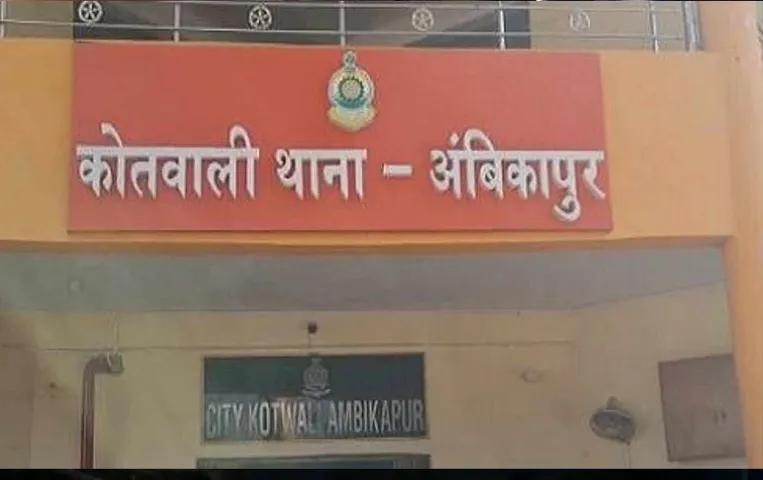 कोतवाली थाना - अंबिकापुर
CITY KOTWALI AMBIKAPUR